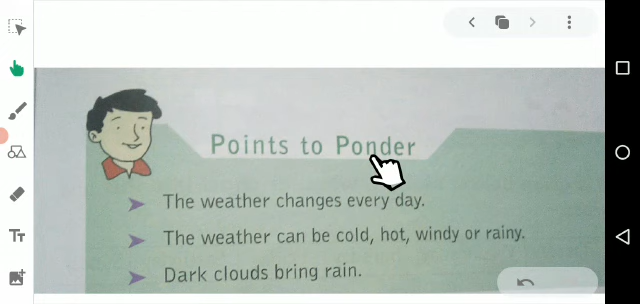 Points to Ponder
The weather changes every day.
The weather can be cold, hot, windy or rainy.
Dark clouds bring rain.
Tт